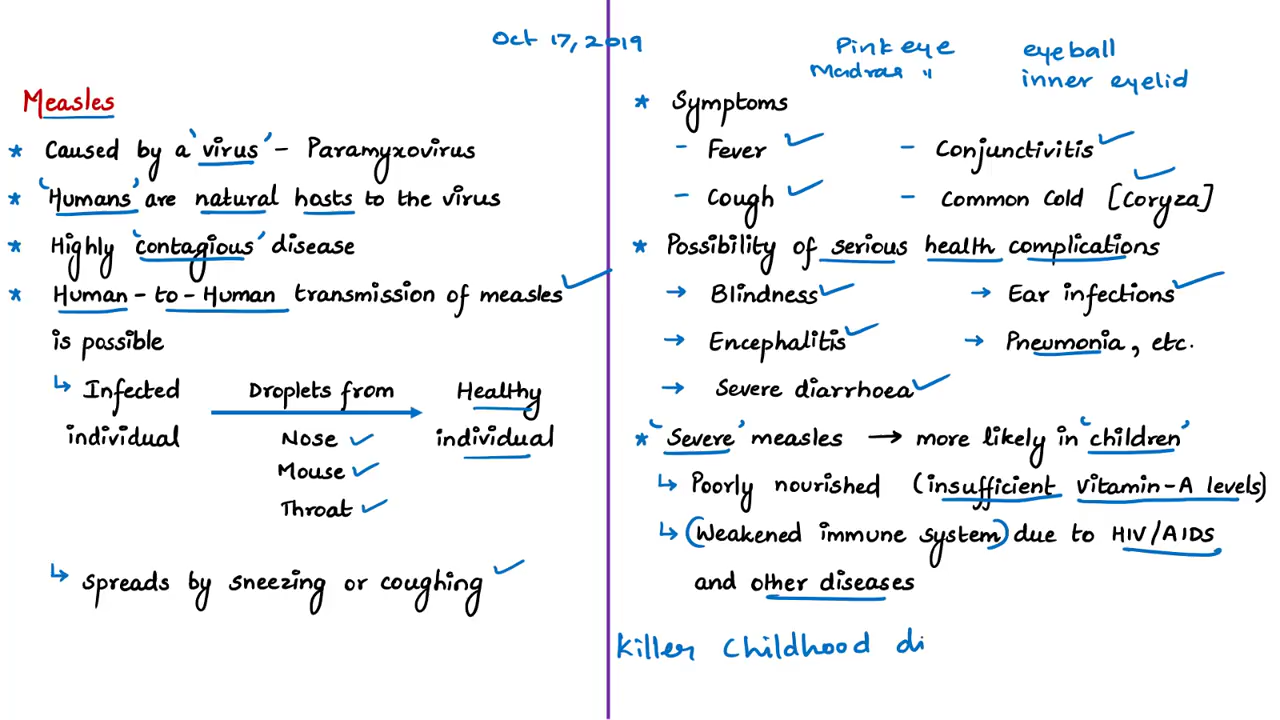 Oct 17, 2019
Measles
* Caused by a 'virus' - Paramyxovirus
* 'Humans' are natural hosts to the virus
* Highly 'contagious' disease
* Human-to-Human transmission of measles
is possible
↳ Infected individual
Droplets from
Nose ✓
Mouse ✓
Throat ✓
Healthy individual
↳ spreads by sneezing or coughing ✓
Pink eye
Madras "
eyeball
inner eyelid
* Symptoms
- Fever ✓ - Conjunctivitis ✓
- Cough ✓ - Common Cold [Coryza] ✓
* Possibility of serious health complications
→ Blindness ✓ → Ear infections ✓
→ Encephalitis ✓ → Pneumonia, etc.
→ Severe diarrhoea ✓
* 'Severe' measles → more likely in 'children'
↳ Poorly nourished (insufficient vitamin-A levels)
↳ (Weakened immune system) due to HIV/AIDS
and other diseases
Killer Childhood di